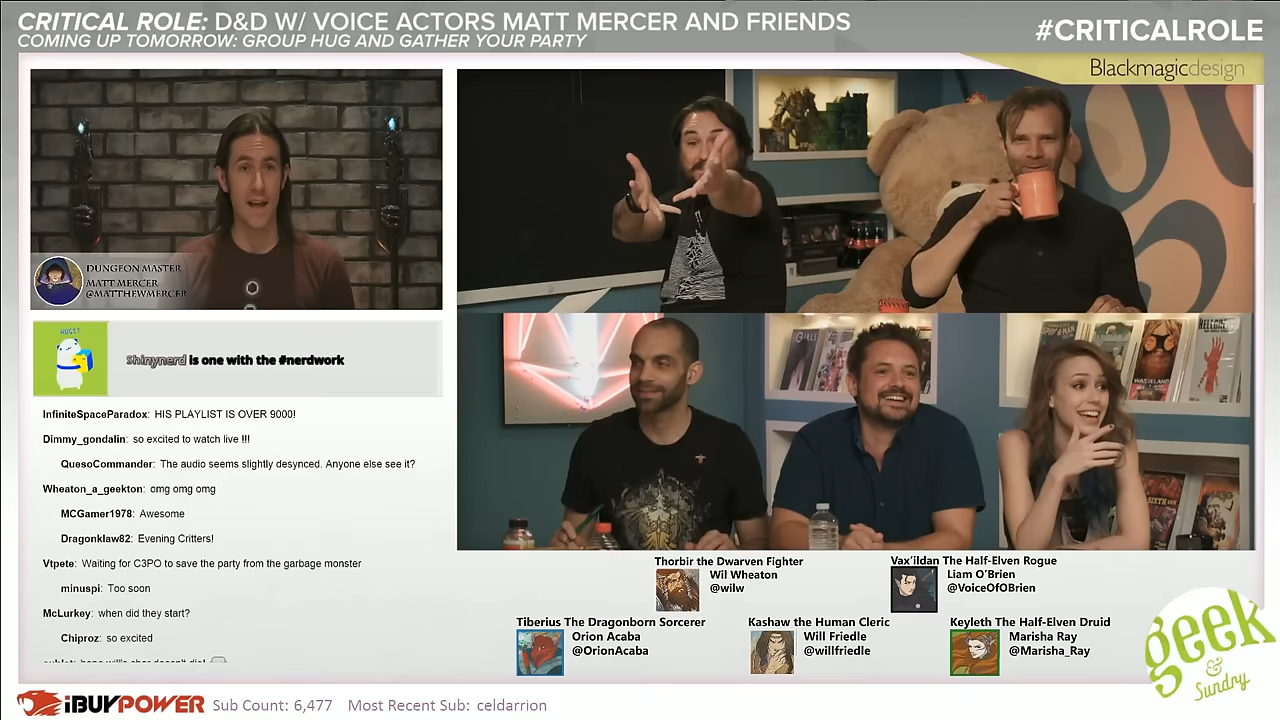 CRITICAL ROLE: D&D W/ VOICE ACTORS MATT MERCER AND FRIENDS
COMING UP TOMORROW: GROUP HUG AND GATHER YOUR PARTY
#CRITICALROLE
Blackmagicdesign
DUNGEON MASTER
MATT MERCER
@MATTHEWMERCER
HUGS?
Shinynerd is one with the #nerdwork
InfiniteSpaceParadox: HIS PLAYLIST IS OVER 9000!
Dimmy_gondalin: so excited to watch live !!!
QuesoCommander: The audio seems slightly desynced. Anyone else see it?
Wheaton_a_geekton: omg omg omg
MCGamer1978: Awesome
Dragonklaw82: Evening Critters!
Vtpete: Waiting for C3PO to save the party from the garbage monster
minuspi: Too soon
McLurkey: when did they start?
Chiproz: so excited
GIRLS
WASTELAND
HELLCAT
SIXTH GUN
Thorbir the Dwarven Fighter
Wil Wheaton
@wilw
Vax'ildan The Half-Elven Rogue
Liam O'Brien
@VoiceOfOBrien
Tiberius The Dragonborn Sorcerer
Orion Acaba
@OrionAcaba
Kashaw the Human Cleric
Will Friedle
@willfriedle
Keyleth The Half-Elven Druid
Marisha Ray
@Marisha_Ray
geek
&
Sundry
iBUYPOWER
Sub Count: 6,477 Most Recent Sub: celdarrion